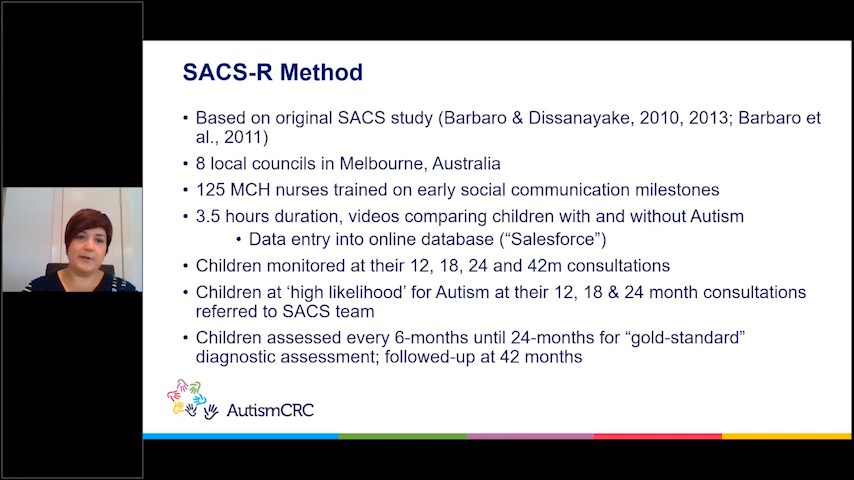 SACS-R Method
• Based on original SACS study (Barbaro & Dissanayake, 2010, 2013; Barbaro et
al., 2011)
• 8 local councils in Melbourne, Australia
• 125 MCH nurses trained on early social communication milestones
• 3.5 hours duration, videos comparing children with and without Autism
• Data entry into online database (“Salesforce”)
• Children monitored at their 12, 18, 24 and 42m consultations
• Children at ‘high likelihood’ for Autism at their 12, 18 & 24 month consultations
referred to SACS team
• Children assessed every 6-months until 24-months for “gold-standard”
diagnostic assessment; followed-up at 42 months
AutismCRC